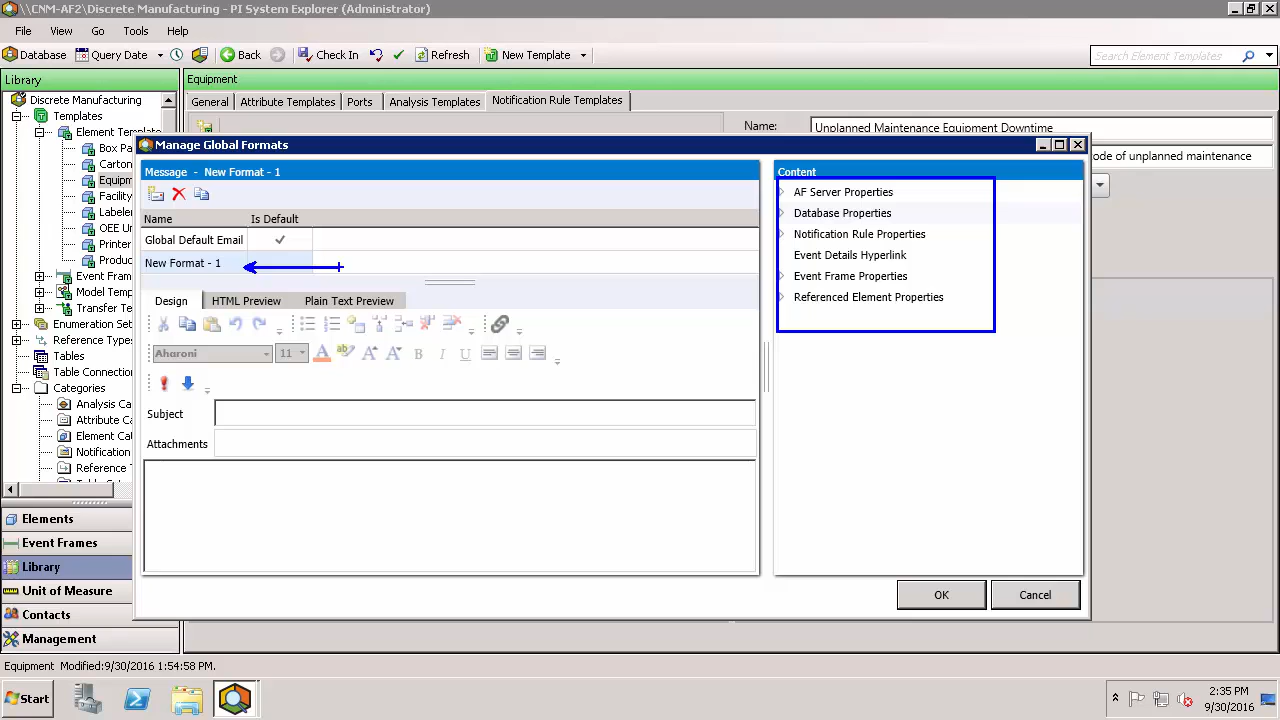 \\CNM-AF2\Discrete Manufacturing - PI System Explorer (Administrator)
File View Go Tools Help
Database Query Date Back Check In Refresh New Template Search Element Templates
Library
Equipment
Discrete Manufacturing
Templates
Element Templa
Box Pa
Carton
Equip
Facility
Labeler
OEE Un
Printer
Produc
Event Fram
Model Temp
Transfer Te
Enumeration Set
Reference Types
Tables
Table Connection
Categories
Analysis Ca
Attribute Ca
Element Cat
Notification
Reference T
General Attribute Templates Ports Analysis Templates Notification Rule Templates
Name: Unplanned Maintenance Equipment Downtime
ode of unplanned maintenance
Manage Global Formats
Message - New Format - 1
Name Is Default
Global Default Email
New Format - 1
Design HTML Preview Plain Text Preview
Aharoni 11
Subject
Attachments
Content
AF Server Properties
Database Properties
Notification Rule Properties
Event Details Hyperlink
Event Frame Properties
Referenced Element Properties
OK Cancel
Elements
Event Frames
Library
Unit of Measure
Contacts
Management
Equipment Modified:9/30/2016 1:54:58 PM.
Start
2:35 PM
9/30/2016